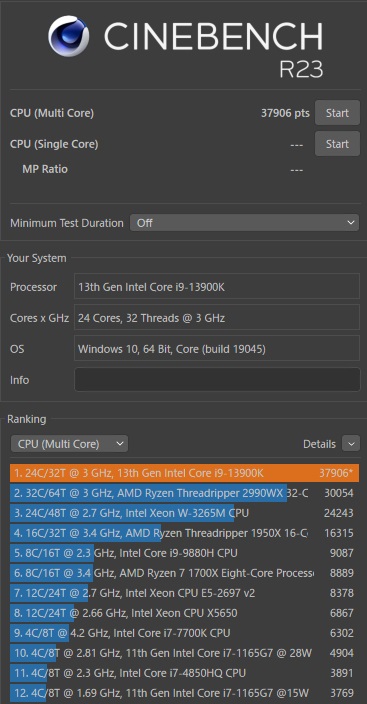 CINEBENCH
R23
CPU (Multi Core) 37906 pts Start
CPU (Single Core) --- Start
MP Ratio ---
Minimum Test Duration Off
Your System
Processor 13th Gen Intel Core i9-13900K
Cores x GHz 24 Cores, 32 Threads @ 3 GHz
OS Windows 10, 64 Bit, Core (build 19045)
Info
Ranking
CPU (Multi Core) Details
1. 24C/32T @ 3 GHz, 13th Gen Intel Core i9-13900K 37906*
2. 32C/64T @ 3 GHz, AMD Ryzen Threadripper 2990WX 32-C 30054
3. 24C/48T @ 2.7 GHz, Intel Xeon W-3265M CPU 24243
4. 16C/32T @ 3.4 GHz, AMD Ryzen Threadripper 1950X 16-C 16315
5. 8C/16T @ 2.3 GHz, Intel Core i9-9880H CPU 9087
6. 8C/16T @ 3.4 GHz, AMD Ryzen 7 1700X Eight-Core Process 8889
7. 12C/24T @ 2.7 GHz, Intel Xeon CPU E5-2697 v2 8378
8. 12C/24T @ 2.66 GHz, Intel Xeon CPU X5650 6867
9. 4C/8T @ 4.2 GHz, Intel Core i7-7700K CPU 6302
10. 4C/8T @ 2.81 GHz, 11th Gen Intel Core i7-1165G7 @ 28W 4904
11. 4C/8T @ 2.3 GHz, Intel Core i7-4850HQ CPU 3891
12. 4C/8T @ 1.69 GHz, 11th Gen Intel Core i7-1165G7 @15W 3769